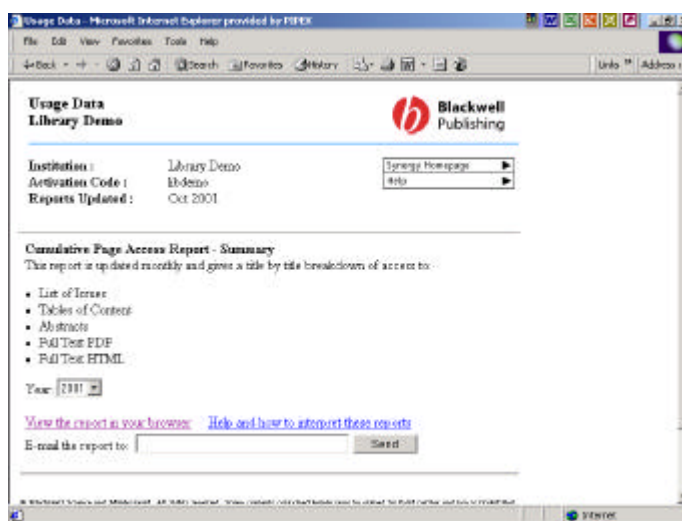 Usage Data - Microsoft Internet Explorer provided by PIPEX
File Edit View Favorites Tools Help
Back Search Favorites History
Links Address
Usage Data
Library Demo
Blackwell
Publishing
Institution : Library Demo
Activation Code : libdemo
Reports Updated : Oct 2001
Synergy Homepage
Help
Cumulative Page Access Report - Summary
This report is updated monthly and gives a title by title breakdown of access to:
• List of Issues
• Tables of Content
• Abstracts
• Full Text PDF
• Full Text HTML
Year 2001
View the report in your browser Help and how to interpret these reports
E-mail the report to: Send
Internet